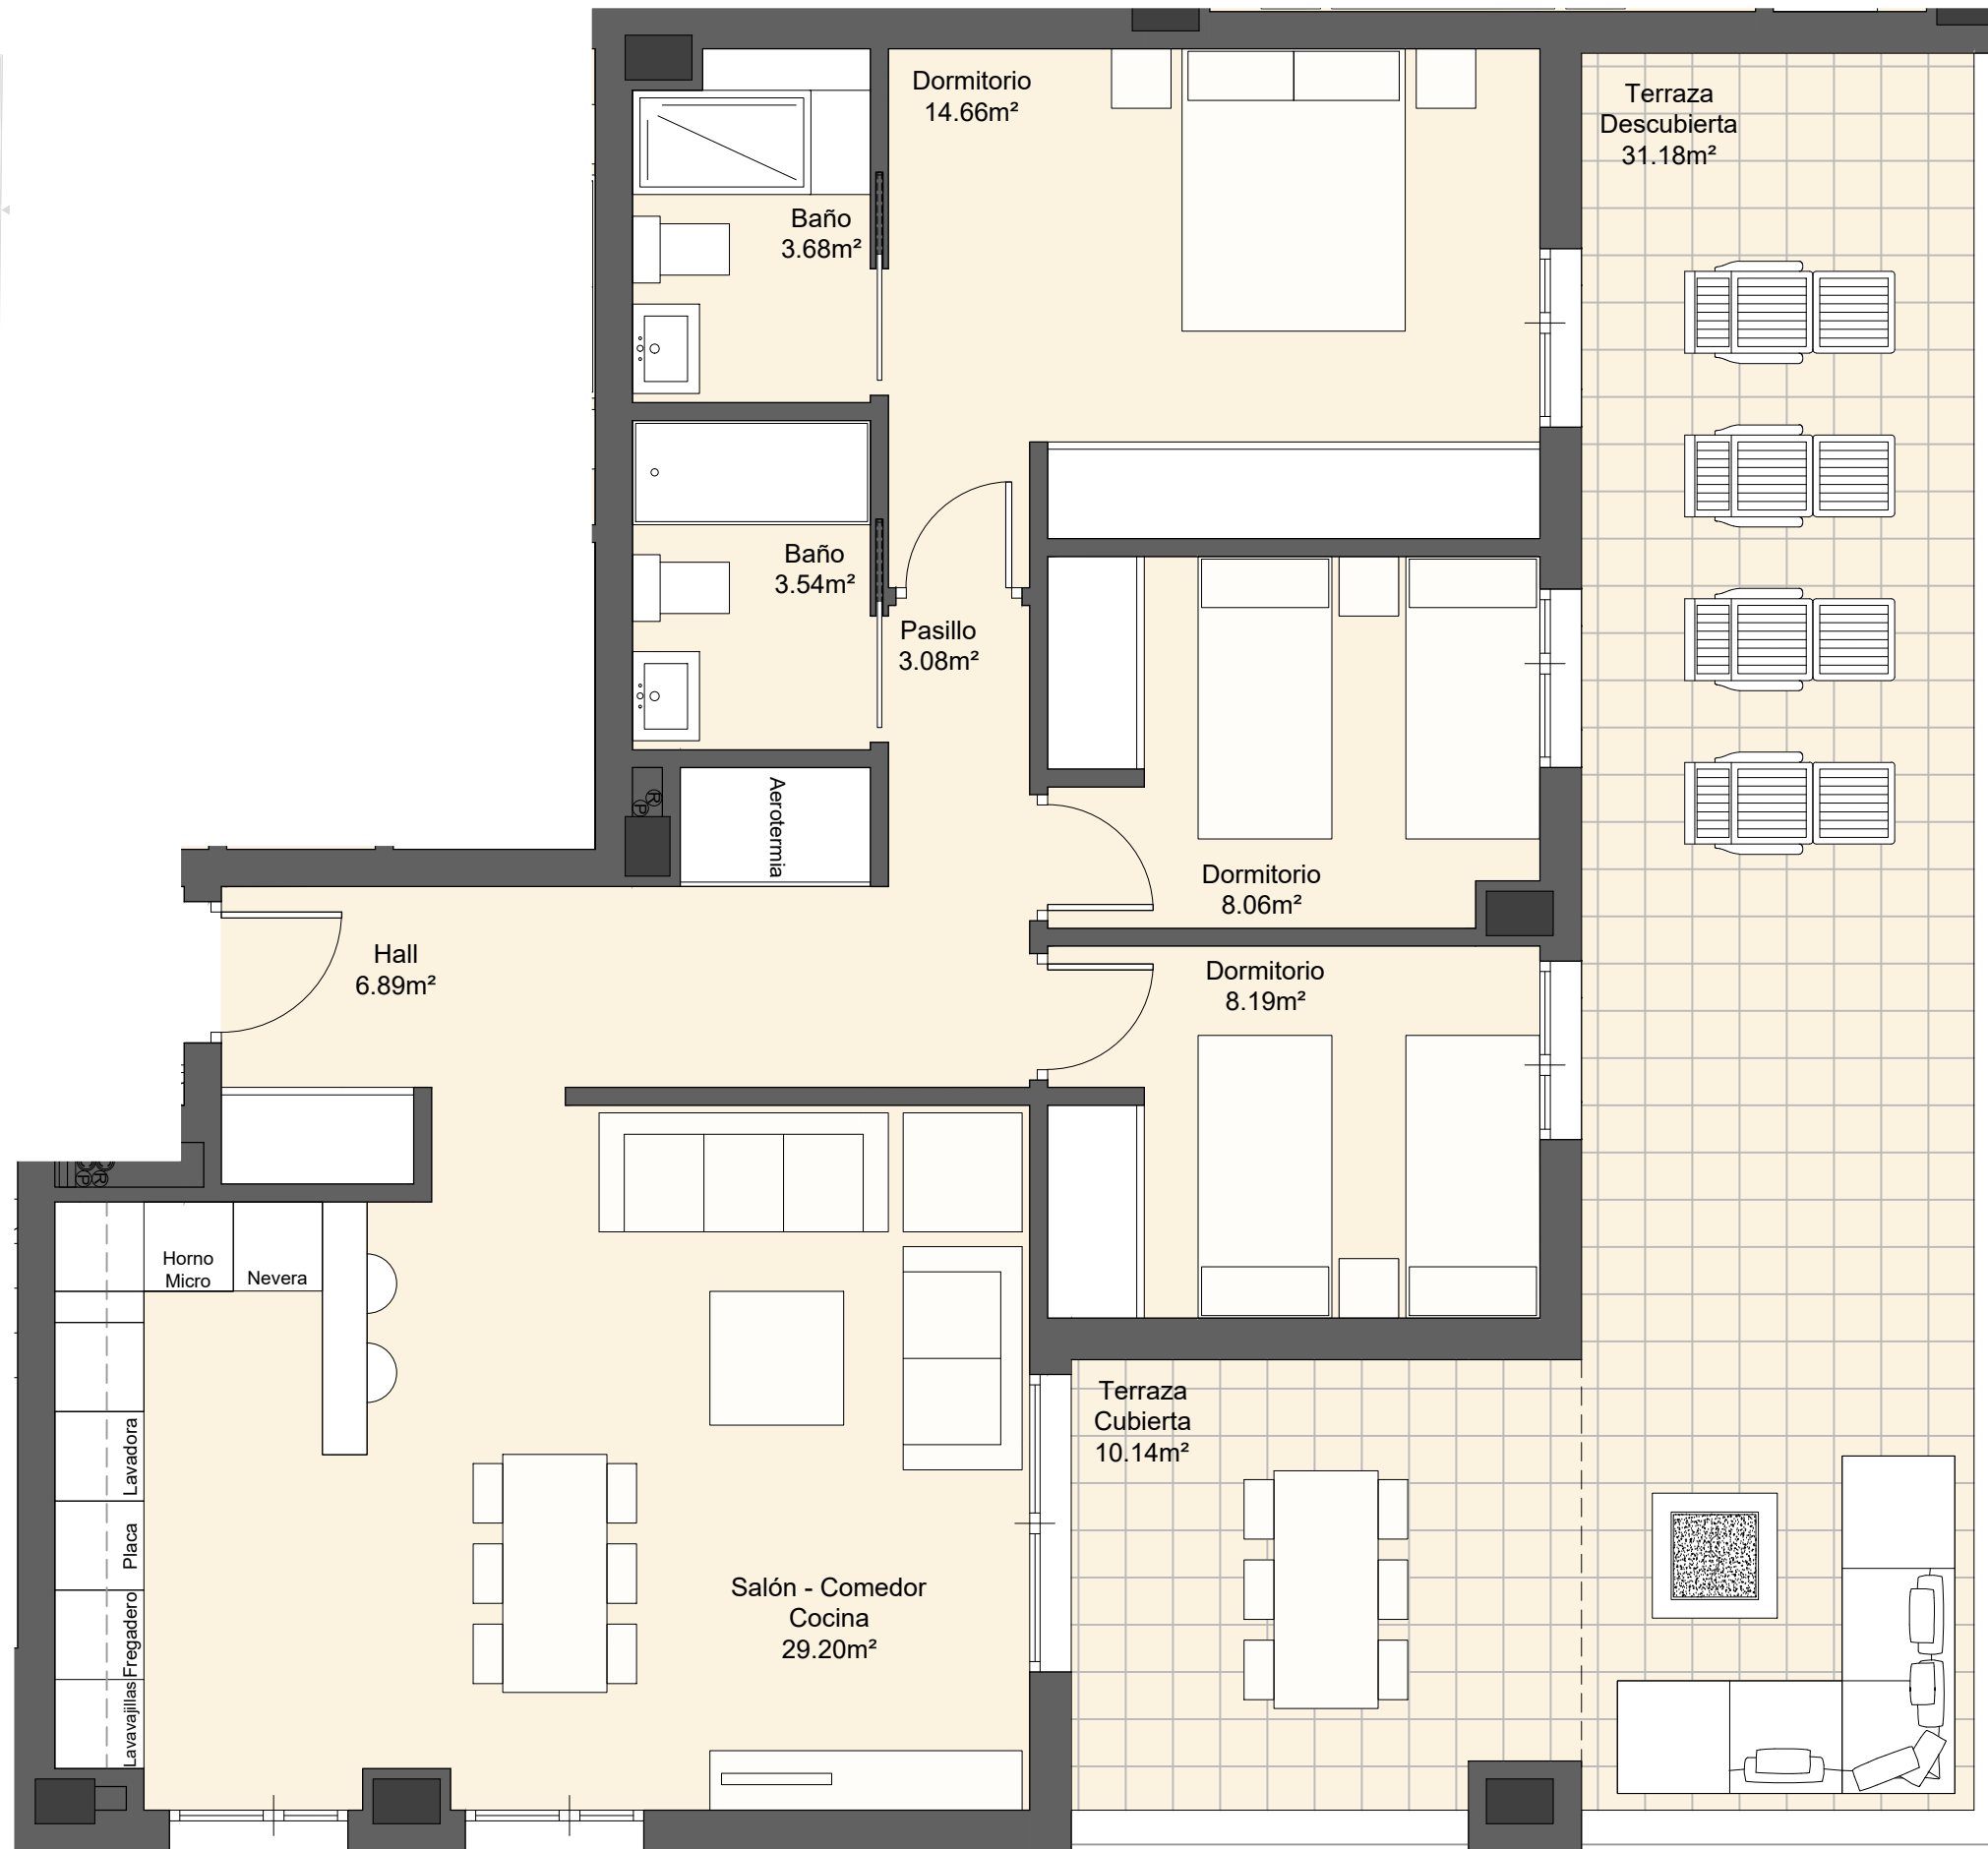 Dormitorio
14.66m²
Terraza
Descubierta
31.18m²
Baño
3.68m²
Baño
3.54m²
Pasillo
3.08m²
R
P
Aerotermia
Dormitorio
8.06m²
Hall
6.89m²
Dormitorio
8.19m²
P
R
Horno
Micro
Nevera
Terraza
Cubierta
10.14m²
Lavadora
Placa
Fregadero
Lavavajillas
Salón - Comedor
Cocina
29.20m²